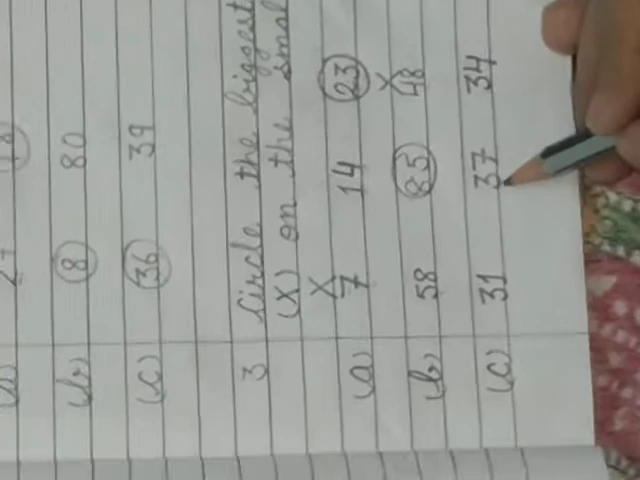 (b) 8 80
(c) 36 39
3 Circle the biggest
(X) on the smal
(a) 7 14 23
(b) 58 85 48
(c) 31 37 34